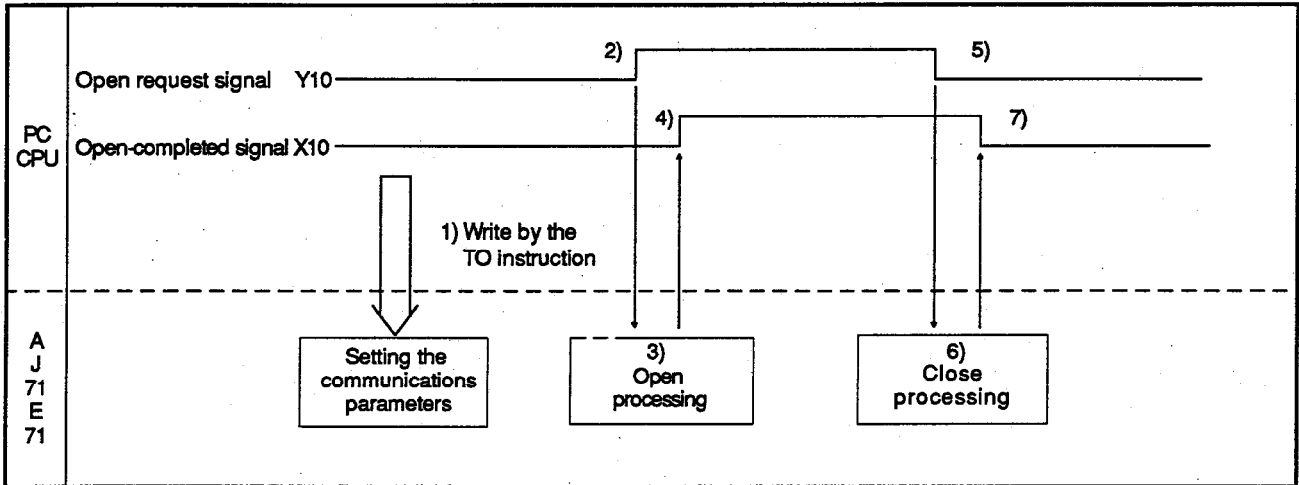 2)
5)
Open request signal Y10
4)
7)
PC
CPU
Open-completed signal X10
1) Write by the
TO instruction
A
J
71
E
71
Setting the
communications
parameters
3)
Open
processing
6)
Close
processing